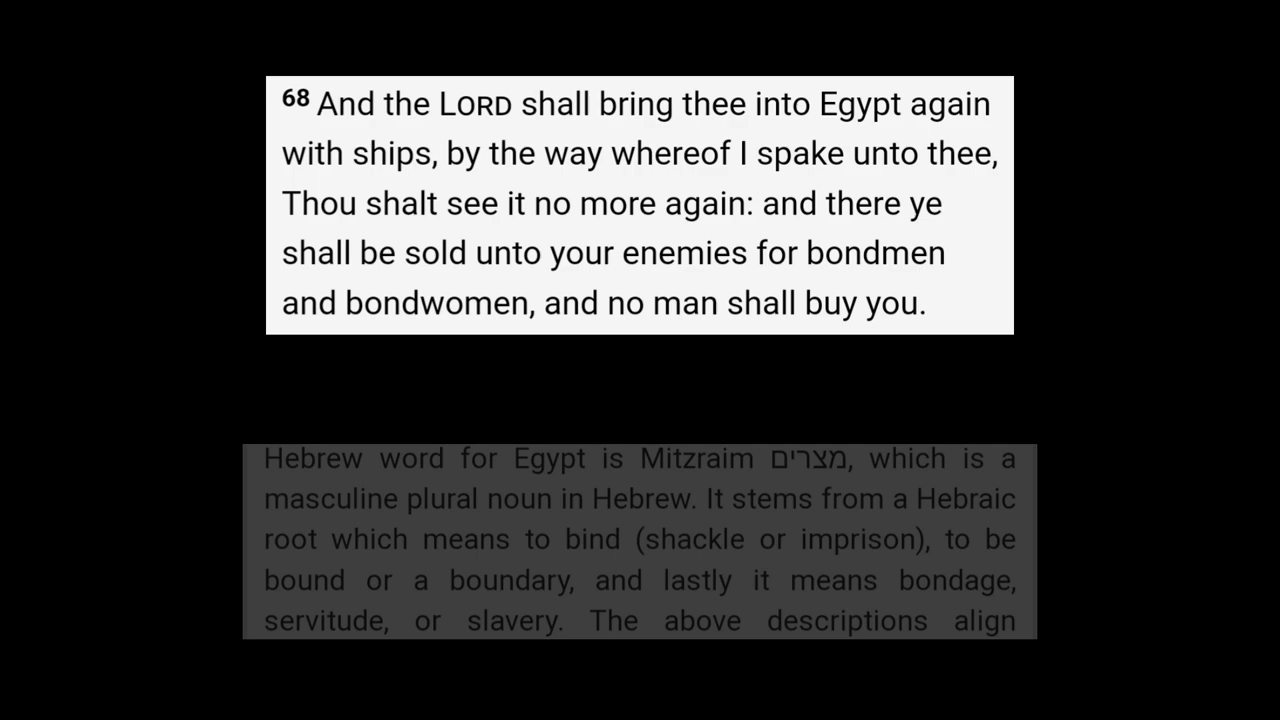 68 And the LORD shall bring thee into Egypt again
with ships, by the way whereof I spake unto thee,
Thou shalt see it no more again: and there ye
shall be sold unto your enemies for bondmen
and bondwomen, and no man shall buy you.
Hebrew word for Egypt is Mitzraim מצרים, which is a
masculine plural noun in Hebrew. It stems from a Hebraic
root which means to bind (shackle or imprison), to be
bound or a boundary, and lastly it means bondage,
servitude, or slavery. The above descriptions align